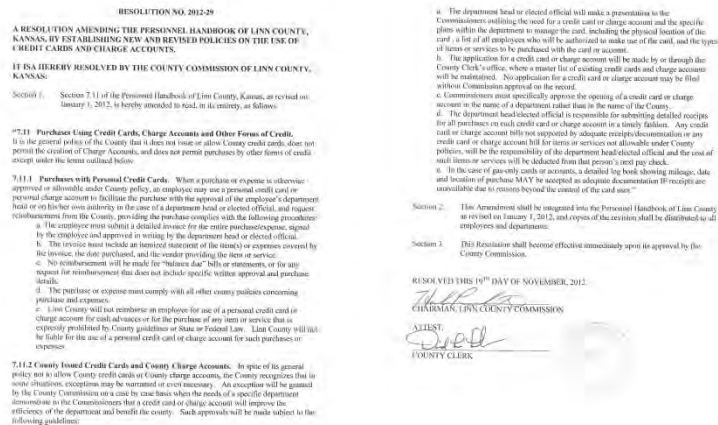 RESOLUTION NO. 2012-29
A RESOLUTION AMENDING THE PERSONNEL HANDBOOK OF LINN COUNTY,
KANSAS, BY ESTABLISHING NEW AND REVISED POLICIES ON THE USE OF
CREDIT CARDS AND CHARGE ACCOUNTS.
IT IS A HEREBY RESOLVED BY THE COUNTY COMMISSION OF LINN COUNTY,
KANSAS:
Section 1. Section 7.11 of the Personnel Handbook of Linn County, Kansas, as revised on
January 1, 2012, is hereby amended to read, in its entirety, as follows:
"7.11 Purchases Using Credit Cards, Charge Accounts and Other Forms of Credit.
It is the general policy of the County that it does not issue or allow County credit cards, does not
permit the creation of Charge Accounts, and does not permit purchases by other forms of credit
except under the terms outlined below.
7.11.1 Purchases with Personal Credit Cards. When a purchase or expense is otherwise
approved or allowable under County policy, an employee may use a personal credit card or
personal charge account to facilitate the purchase with the approval of the employee's department
head or on his/her own authority in the case of a department head or elected official, and request
reimbursement from the County, providing the purchase complies with the following procedures:
a. The employee must submit a detailed invoice for the entire purchase/expense, signed
by the employee and approved in writing by the department head or elected official.
b. The invoice must include an itemized statement of the item(s) or expenses covered by
the invoice, the date purchased, and the vendor providing the item or service.
c. No reimbursement will be made for "balance due" bills or statements, or for any
request for reimbursement that does not include specific written approval and purchase
details.
d. The purchase or expense must comply with all other county policies concerning
purchase and expenses.
e. Linn County will not reimburse an employee for use of a personal credit card or
charge account for cash advances or for the purchase of any item or service that is
expressly prohibited by County guidelines or State or Federal Law. Linn County will not
be liable for the use of a personal credit card or charge account for such purchases or
expenses.
7.11.2 County Issued Credit Cards and County Charge Accounts. In spite of its general
policy not to allow County credit cards or County charge accounts, the County recognizes that in
some situations, exceptions may be warranted or even necessary. An exception will be granted
by the County Commission on a case by case basis when the needs of a specific department
demonstrate to the Commissioners that a credit card or charge account will improve the
efficiency of the department and benefit the county. Such approvals will be made subject to the
following guidelines:
a. The department head or elected official will make a presentation to the
Commissioners outlining the need for a credit card or charge account and the specific
plans within the department to manage the card, including the physical location of the
card, a list of all employees who will be authorized to make use of the card, and the types
of items or services to be purchased with the card or account.
b. The application for a credit card or charge account will be made by or through the
County Clerk's office, where a master list of existing credit cards and charge accounts
will be maintained. No application for a credit card or charge account may be filed
without Commission approval on the record.
c. Commissioners must specifically approve the opening of a credit card or charge
account in the name of a department rather than in the name of the County.
d. The department head/elected official is responsible for submitting detailed receipts
for all purchases on such credit card or charge account in a timely fashion. Any credit
card or charge account bills not supported by adequate receipts/documentation or any
credit card or charge account bill for items or services not allowable under County
policies, will be the responsibility of the department head/elected official and the cost of
such items or services will be deducted from that person's next pay check.
e. In the case of gas-only cards or accounts, a detailed log book showing mileage, date
and location of purchase MAY be accepted as adequate documentation IF receipts are
unavailable due to reasons beyond the control of the card user."
Section 2. This Amendment shall be integrated into the Personnel Handbook of Linn County
as revised on January 1, 2012, and copies of the revision shall be distributed to all
employees and departments.
Section 3. This Resolution shall become effective immediately upon its approval by the
County Commission.
RESOLVED THIS 19TH DAY OF NOVEMBER, 2012.
CHAIRMAN, LINN COUNTY COMMISSION
ATTEST:
COUNTY CLERK